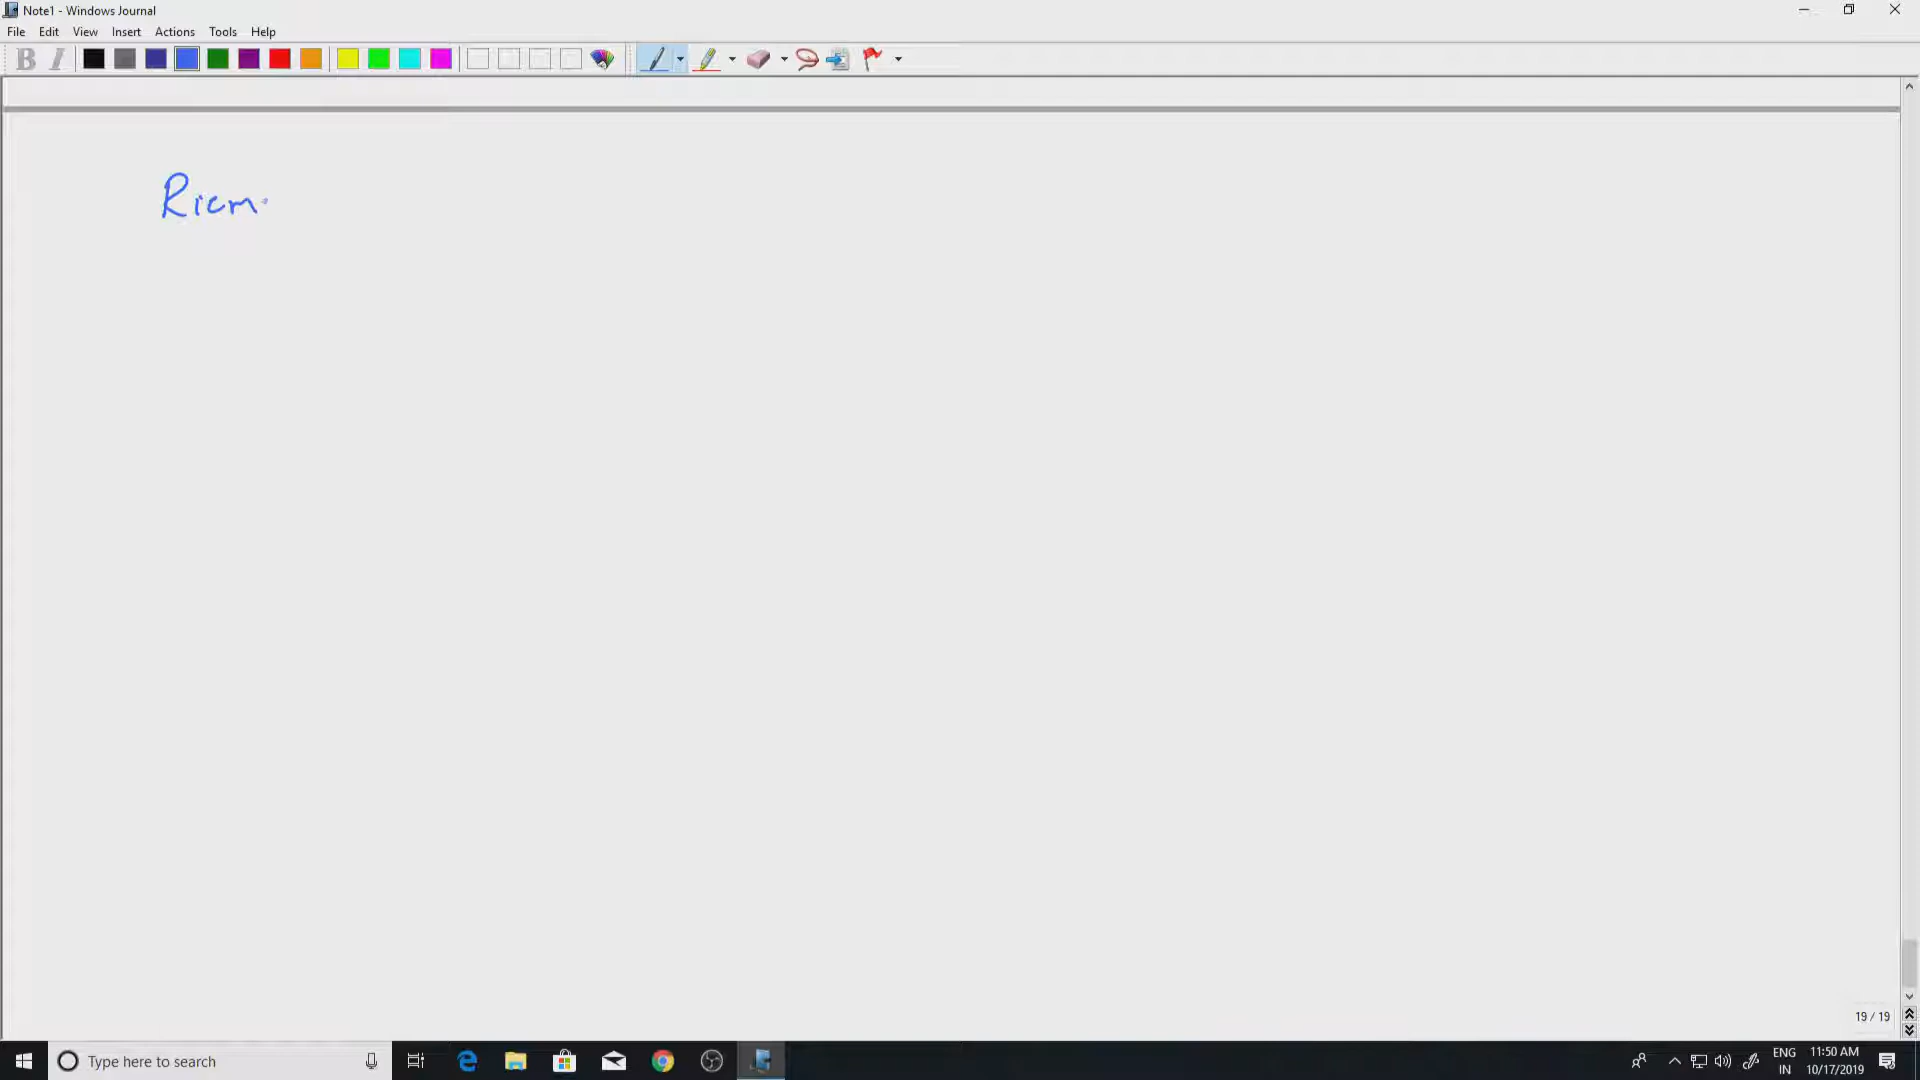 Note1 - Windows Journal
File Edit View Insert Actions Tools Help
B I
Riem
19 / 19
Type here to search
ENG
IN
11:50 AM
10/17/2019